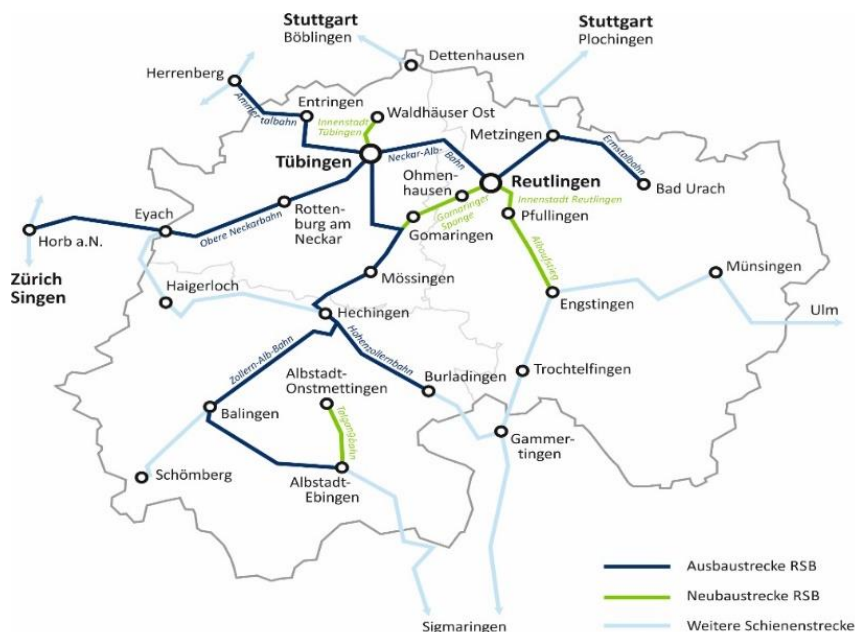 Stuttgart
Böblingen
Stuttgart
Plochingen
Dettenhausen
Herrenberg
Ammertalbahn
Entringen
Innenstadt
Tübingen
Waldhäuser Ost
Metzingen
Ermstalbahn
Tübingen
Neckar-Alb-
Bahn
Ohmen-
hausen
Reutlingen
Bad Urach
Eyach
Obere Neckarbahn
Rotten-
burg am
Neckar
Gomaringer
Spange
Innenstadt Reutlingen
Pfullingen
Horb a.N.
Gomaringen
Albaufstieg
Zürich
Singen
Haigerloch
Mössingen
Münsingen
Engstingen
Ulm
Hechingen
Zollern-Alb-Bahn
Hohenzollernbahn
Albstadt-
Onstmettingen
Burladingen
Trochtelfingen
Balingen
Talgangbahn
Gammer-
tingen
Schömberg
Albstadt-
Ebingen
Sigmaringen
Ausbaustrecke RSB
Neubaustrecke RSB
Weitere Schienenstrecke